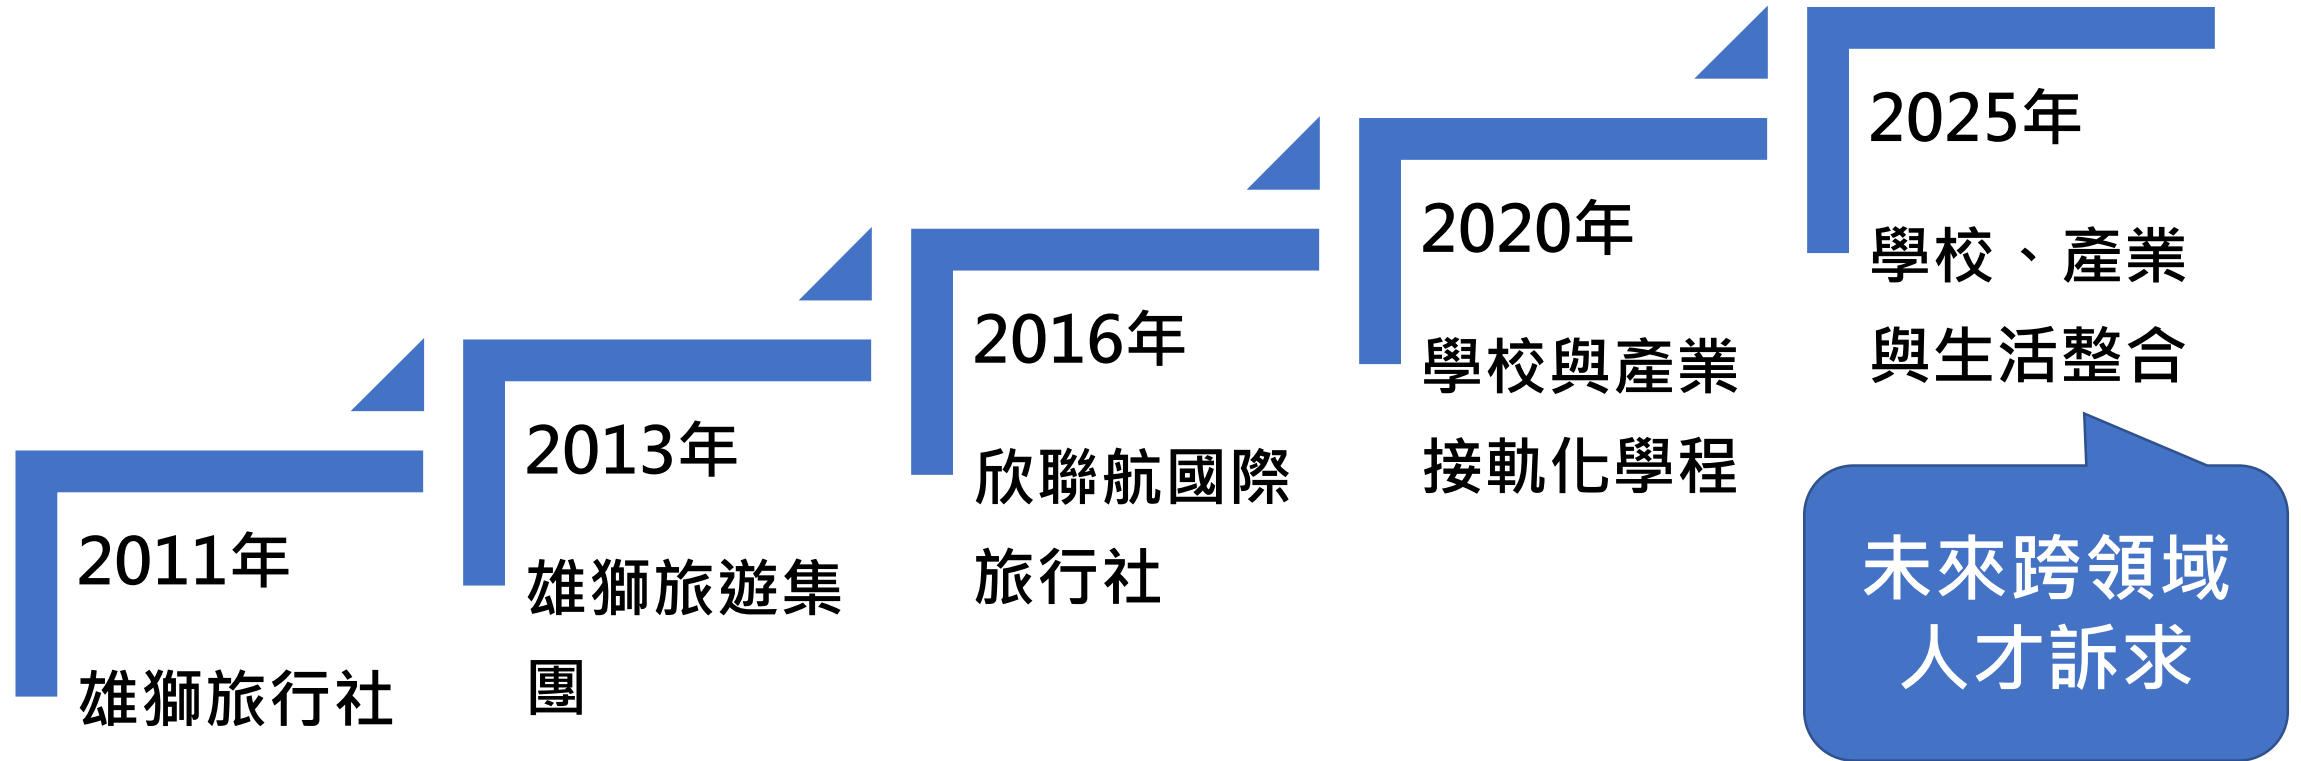 2011年
雄獅旅行社
2013年
雄獅旅遊集
團
2016年
欣聯航國際
旅行社
2020年
學校與產業
接軌化學程
2025年
學校、產業
與生活整合
未來跨領域
人才訴求